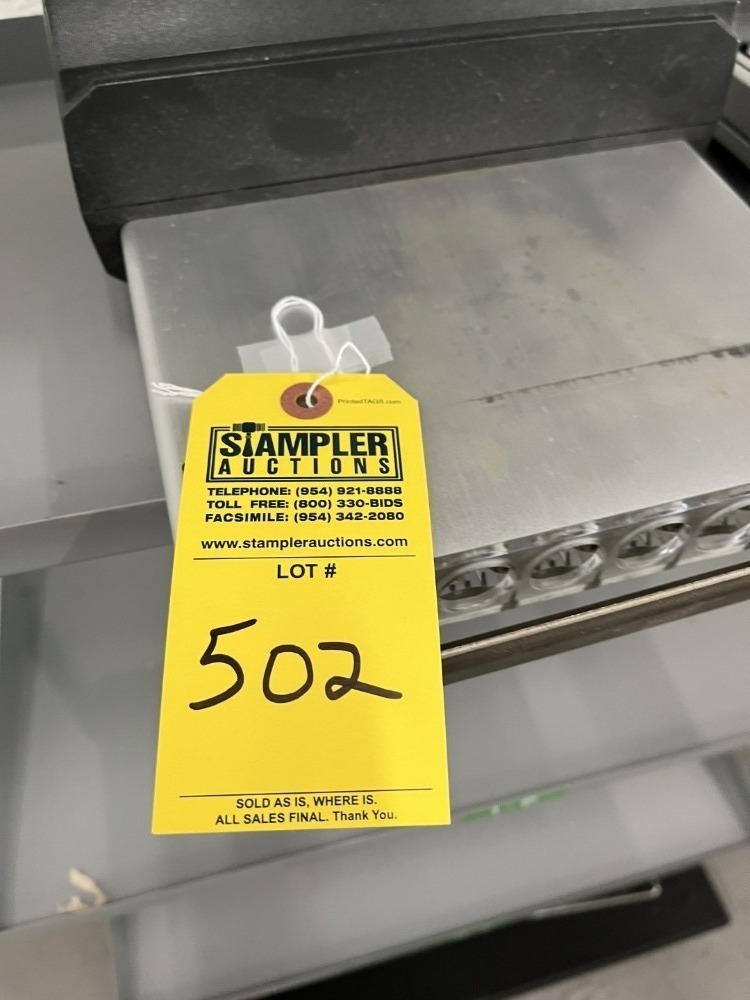 PrintedTAGS.com
STAMPLER
AUCTIONS
TELEPHONE: (954) 921-8888
TOLL FREE: (800) 330-BIDS
FACSIMILE: (954) 342-2080
www.stamplerauctions.com
LOT #
502
SOLD AS IS, WHERE IS.
ALL SALES FINAL. Thank You.